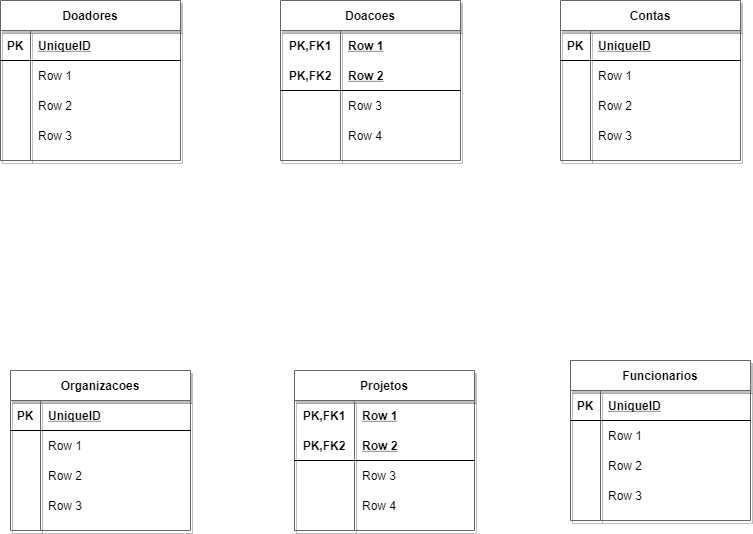 Doadores
PK UniqueID
Row 1
Row 2
Row 3
Doacoes
PK,FK1 Row 1
PK,FK2 Row 2
Row 3
Row 4
Contas
PK UniqueID
Row 1
Row 2
Row 3
Organizacoes
PK UniqueID
Row 1
Row 2
Row 3
Projetos
PK,FK1 Row 1
PK,FK2 Row 2
Row 3
Row 4
Funcionarios
PK UniqueID
Row 1
Row 2
Row 3